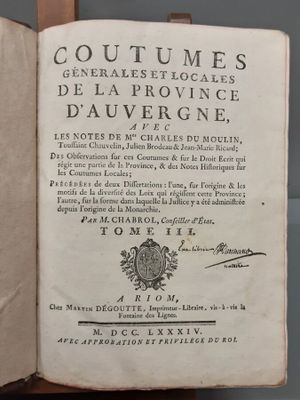 COUTUMES
GÉNERALES ET LOCALES
DE LA PROVINCE
D'AUVERGNE,
AVEC
LES NOTES DE Mes CHARLES DU MOULIN,
Toussaint Chauvelin, Julien Brodeau & Jean-Marie Ricard;
DES Observations sur ces Coutumes & sur le Droit Ecrit qui
régit une partie de la Province, & des Notes Historiques sur
les Coutumes Locales;
PRÉCÉDÉES de deux Dissertations: l'une, sur l'origine & les
motifs de la diversité des Loix qui régissent cette Province;
l'autre, sur la forme dans laquelle la Justice y a été administrée
depuis l'origine de la Monarchie.
PAR M. CHABROL, Conseiller d'État.
TOME III.
A RIOM,
Chez MARTIN DÉGOUTTE, Imprimeur-Libraire, vis-à-vis la
Fontaine des Lignes.
M. DCC. LXXXIV.
AVEC APPROBATION ET PRIVILÉGE DU ROI.